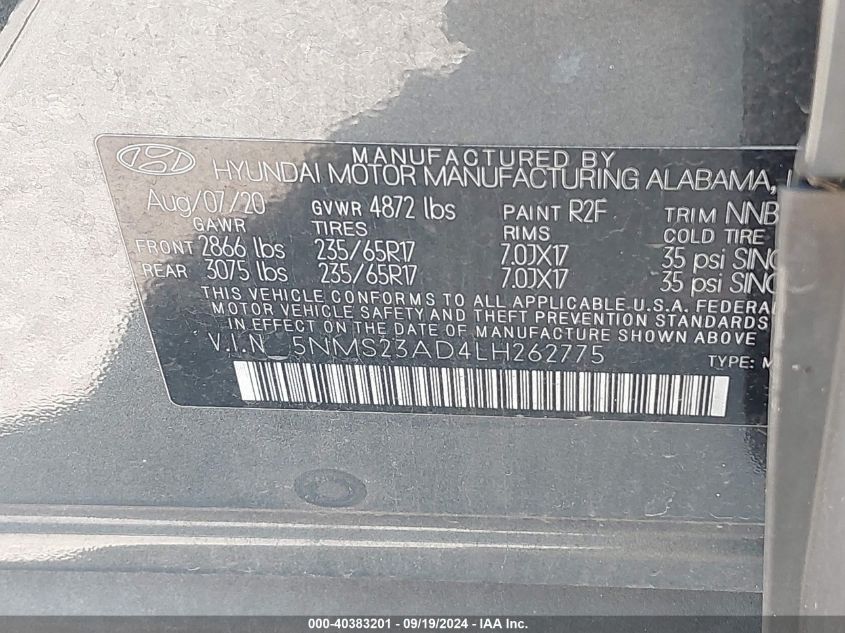 MANUFACTURED BY
HYUNDAI MOTOR MANUFACTURING ALABAMA,
Aug/07/20 GVWR 4872 lbs PAINT R2F TRIM NNB
GAWR TIRES RIMS COLD TIRE
FRONT 2866 lbs 235/65R17 7.0JX17 35 psi SING
REAR 3075 lbs 235/65R17 7.0JX17 35 psi SING
THIS VEHICLE CONFORMS TO ALL APPLICABLE U.S.A. FEDERAL
MOTOR VEHICLE SAFETY AND THEFT PREVENTION STANDARDS
IN EFFECT ON THE DATE OF MANUFACTURE SHOWN ABOVE
V.I.N 5NMS23AD4LH262775 TYPE: M
000-40383201 - 09/19/2024 - IAA Inc.